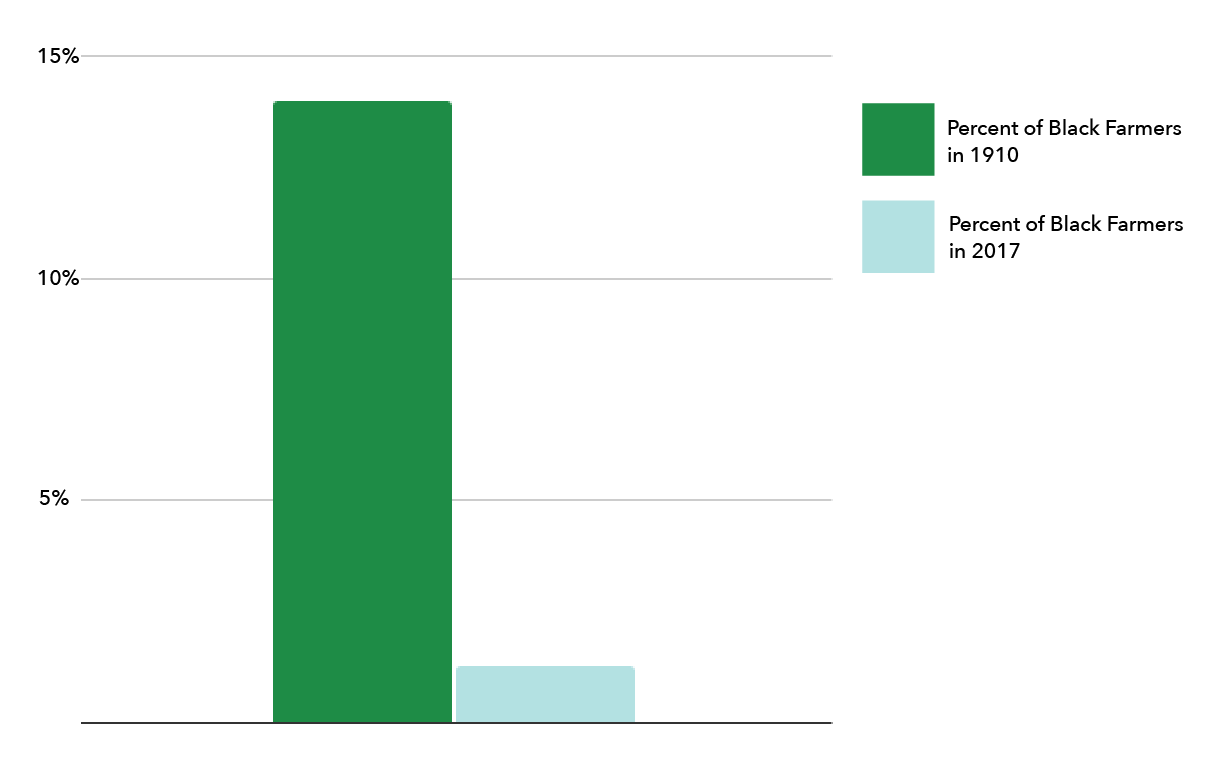 15%
10%
5%
Percent of Black Farmers
in 1910
Percent of Black Farmers
in 2017